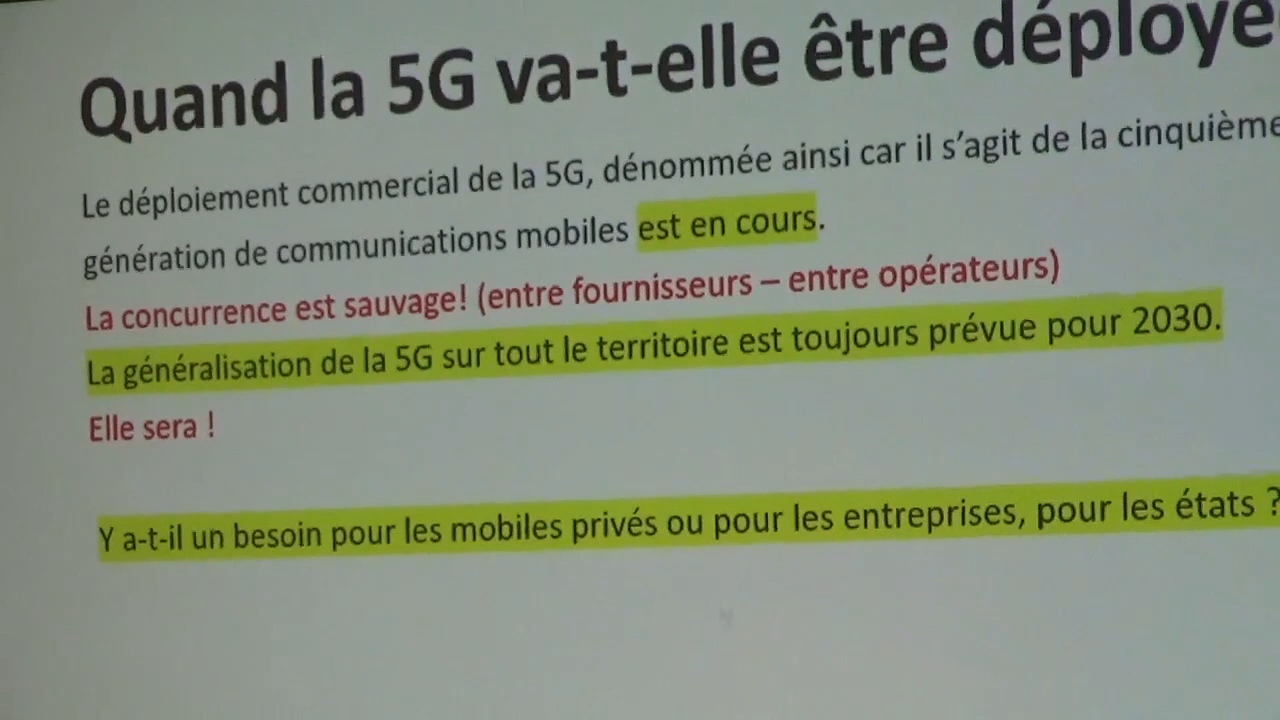 Quand la 5G va-t-elle être déployé
Le déploiement commercial de la 5G, dénommée ainsi car il s’agit de la cinquième
génération de communications mobiles est en cours.
La concurrence est sauvage! (entre fournisseurs – entre opérateurs)
La généralisation de la 5G sur tout le territoire est toujours prévue pour 2030.
Elle sera !
Y a-t-il un besoin pour les mobiles privés ou pour les entreprises, pour les états ?